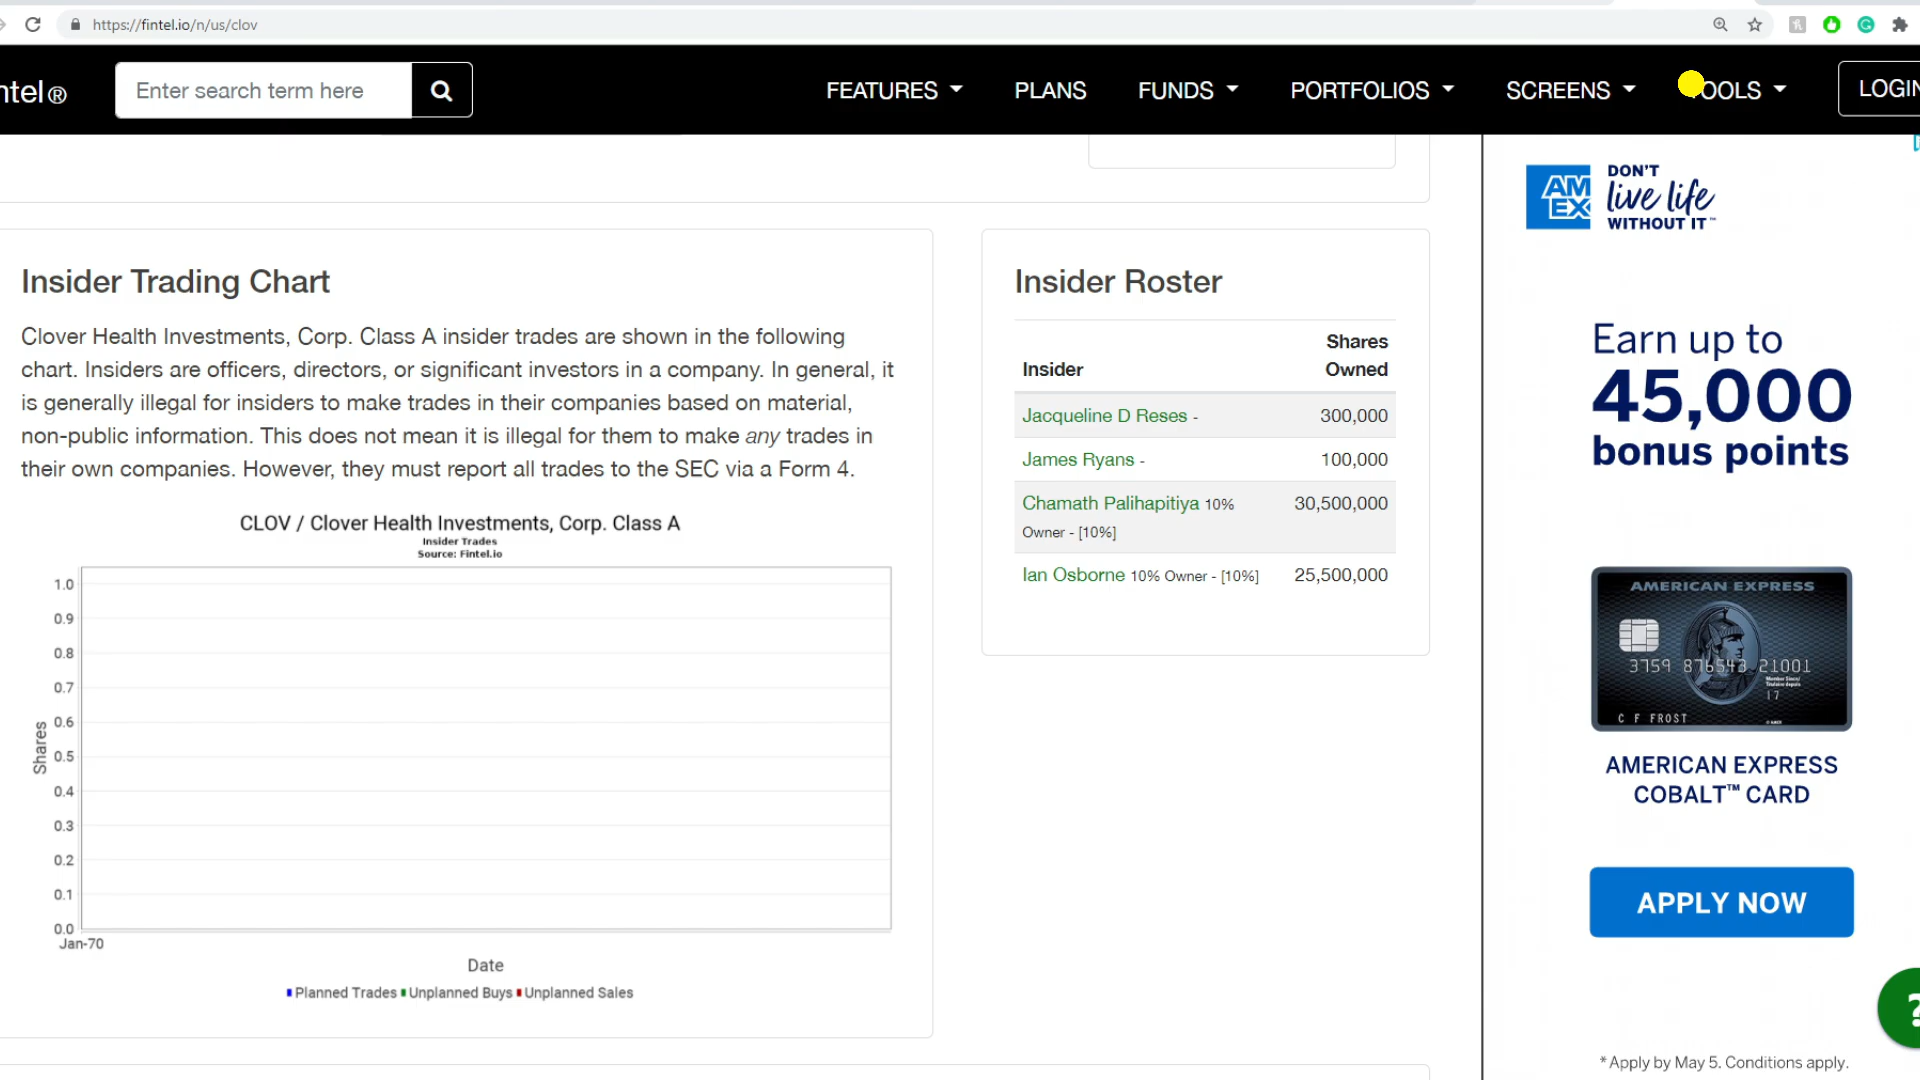 https://fintel.io/n/us/clov
ntel®
Enter search term here
FEATURES
PLANS
FUNDS
PORTFOLIOS
SCREENS
OOLS
LOGIN
Insider Trading Chart
Clover Health Investments, Corp. Class A insider trades are shown in the following
chart. Insiders are officers, directors, or significant investors in a company. In general, it
is generally illegal for insiders to make trades in their companies based on material,
non-public information. This does not mean it is illegal for them to make any trades in
their own companies. However, they must report all trades to the SEC via a Form 4.
CLOV / Clover Health Investments, Corp. Class A
Insider Trades
Source: Fintel.io
1.0
0.9
0.8
0.7
0.6
0.5
0.4
0.3
0.2
0.1
0.0
Shares
Jan-70
Date
Planned Trades Unplanned Buys Unplanned Sales
Insider Roster
Insider Shares Owned
Jacqueline D Reses - 300,000
James Ryans - 100,000
Chamath Palihapitiya 10% 30,500,000
Owner - [10%]
Ian Osborne 10% Owner - [10%] 25,500,000
AM
EX
DON'T
live life
WITHOUT IT™
Earn up to
45,000
bonus points
AMERICAN EXPRESS
3759 876543 21001
17
C F FROST
AMERICAN EXPRESS
COBALT™ CARD
APPLY NOW
?
*Apply by May 5. Conditions apply.